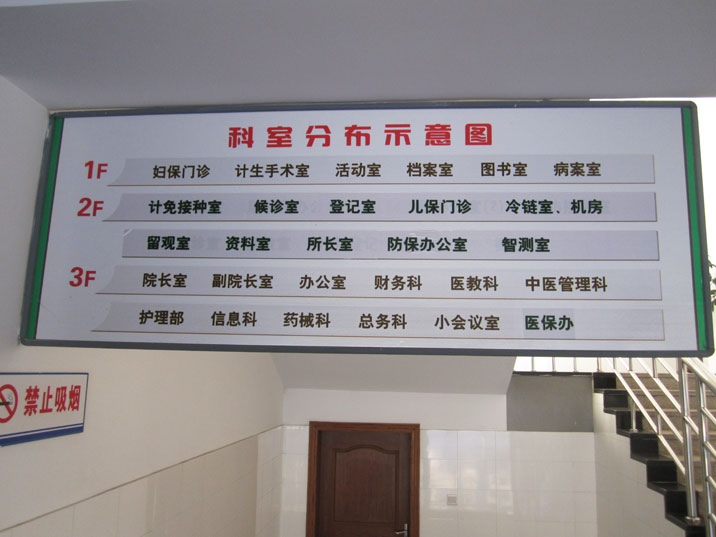 科室分布示意图
1F 妇保门诊 计生手术室 活动室 档案室 图书室 病案室
2F 计免接种室 候诊室 登记室 儿保门诊 冷链室、机房
留观室 资料室 所长室 防保办公室 智测室
3F 院长室 副院长室 办公室 财务科 医教科 中医管理科
护理部 信息科 药械科 总务科 小会议室 医保办
禁止吸烟